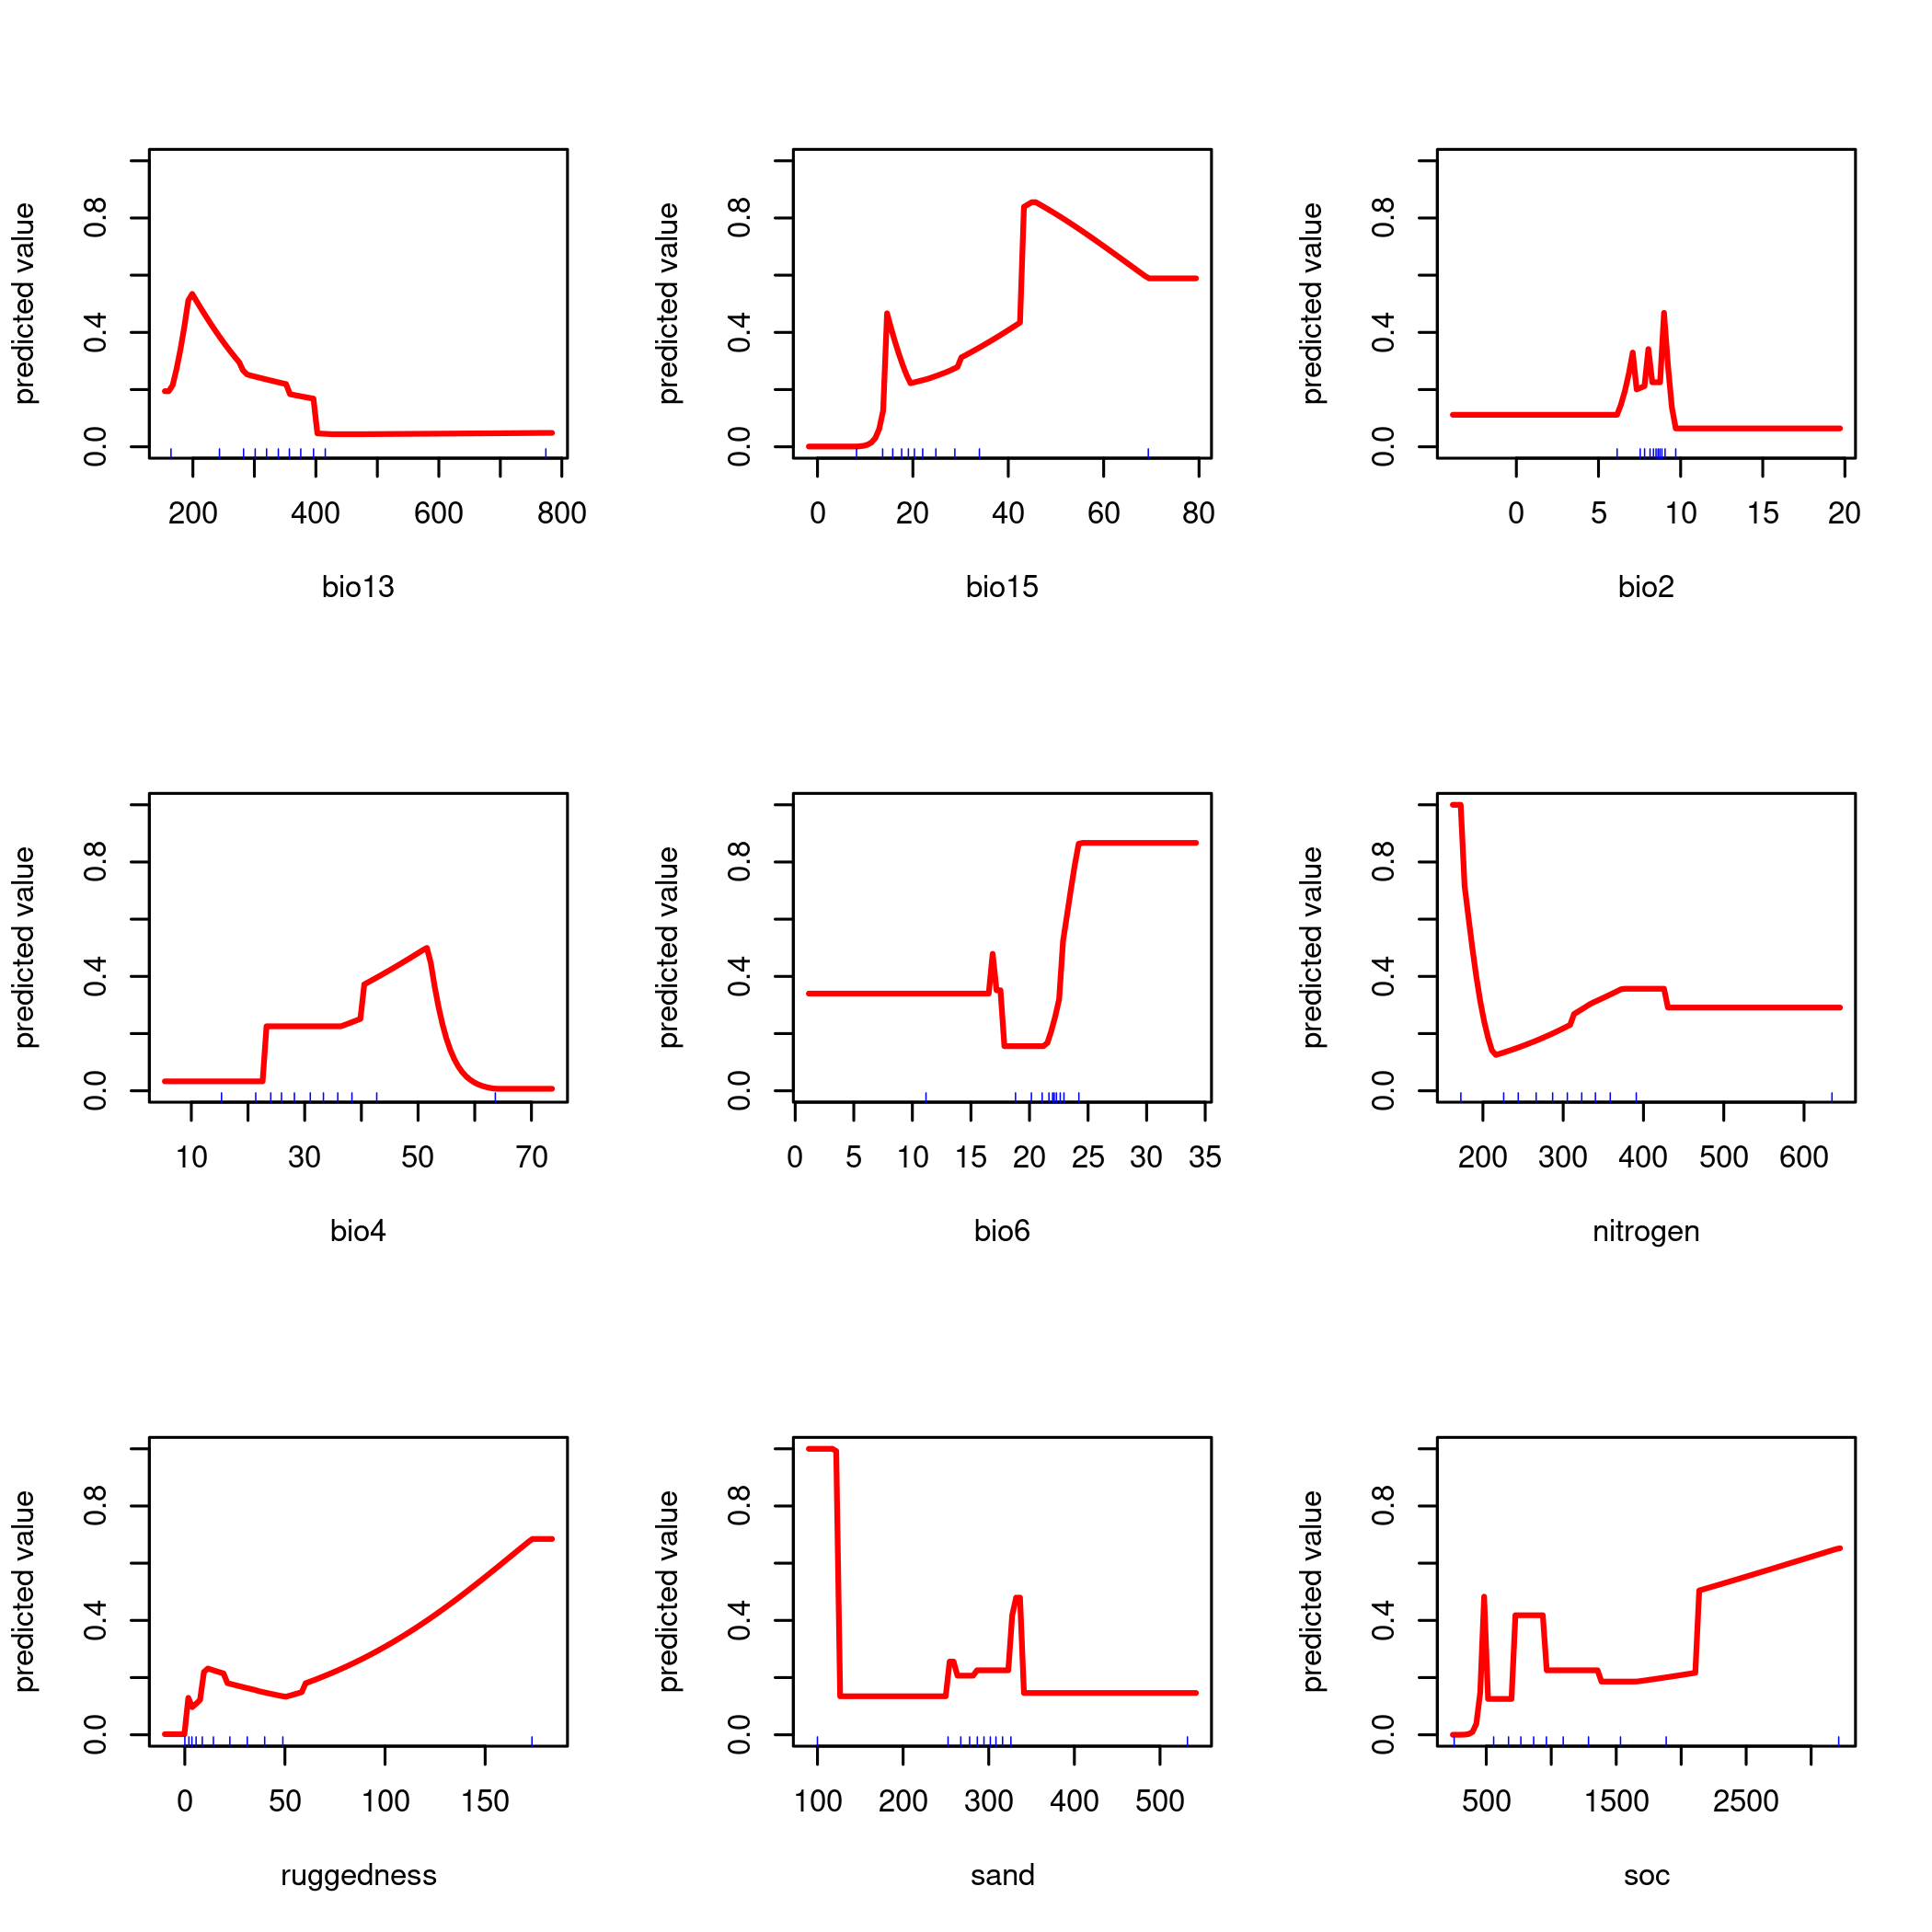 predicted value
0.0 0.4 0.8
200 400 600 800
bio13
predicted value
0.0 0.4 0.8
0 20 40 60 80
bio15
predicted value
0.0 0.4 0.8
0 5 10 15 20
bio2
predicted value
0.0 0.4 0.8
10 30 50 70
bio4
predicted value
0.0 0.4 0.8
0 5 10 15 20 25 30 35
bio6
predicted value
0.0 0.4 0.8
200 300 400 500 600
nitrogen
predicted value
0.0 0.4 0.8
0 50 100 150
ruggedness
predicted value
0.0 0.4 0.8
100 200 300 400 500
sand
predicted value
0.0 0.4 0.8
500 1500 2500
soc